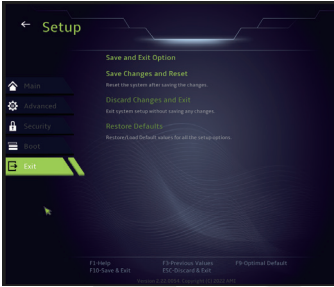 Setup
Save and Exit Option
Save Changes and Reset
Reset the system after saving the changes.
Main
Discard Changes and Exit
Advanced
Exit system setup without saving any changes.
Security
Restore Defaults
Restore/Load Default values for all the setup options.
Boot
Exit
F1-Help F3-Previous Values F9-Optimal Default
F10-Save & Exit ESC-Discard & Exit
Version Copyright (C) AMI